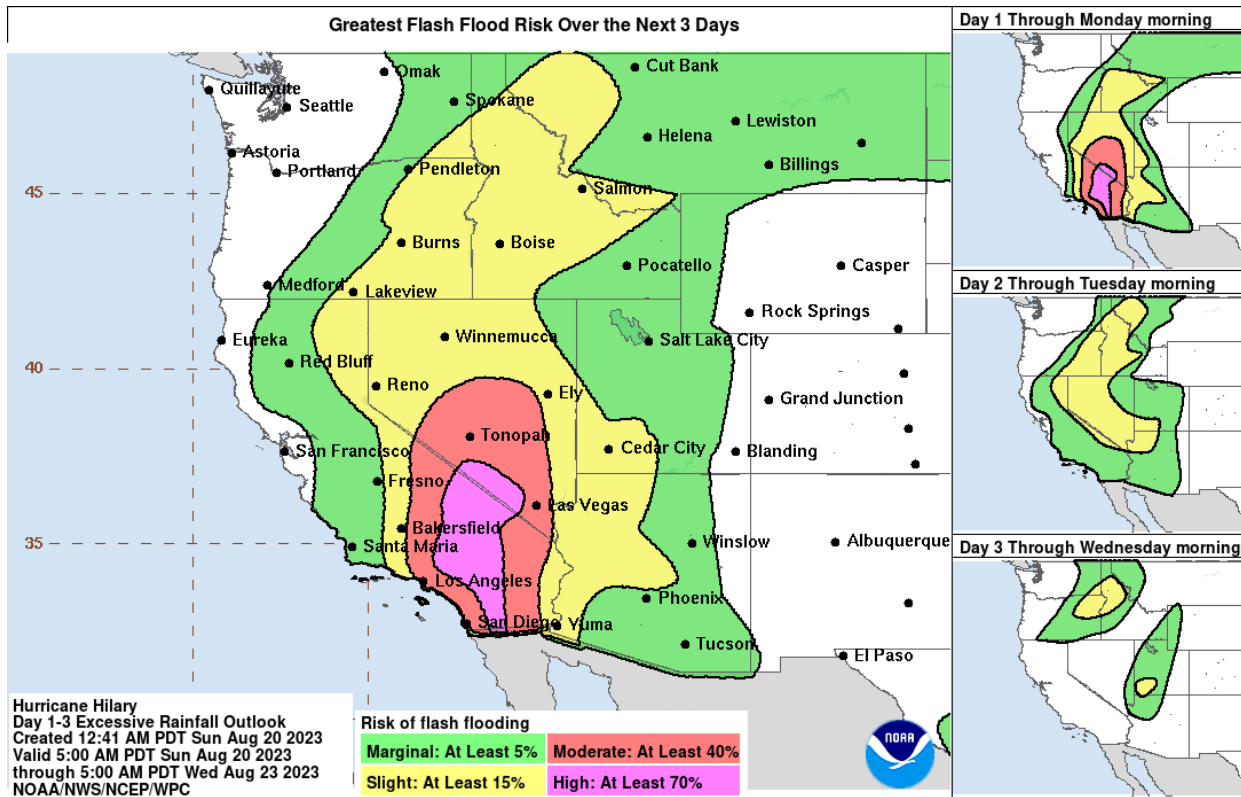 Greatest Flash Flood Risk Over the Next 3 Days
Omak
Cut Bank
Quillayute
Seattle
Spokane
Lewiston
Helena
Astoria
Portland
Pendleton
Billings
45
Salmon
Burns
Boise
Pocatello
Casper
Medford
Lakeview
Rock Springs
Eureka
Winnemucca
Salt Lake City
40
Red Bluff
Reno
Ely
Grand Junction
Tonopah
San Francisco
Cedar City
Blanding
Fresno
Las Vegas
Bakersfield
35
Santa Maria
Winslow
Albuquerque
Los Angeles
Phoenix
San Diego
Yuma
Tucson
El Paso
Hurricane Hilary
Day 1-3 Excessive Rainfall Outlook
Created 12:41 AM PDT Sun Aug 20 2023
Valid 5:00 AM PDT Sun Aug 20 2023
through 5:00 AM PDT Wed Aug 23 2023
NOAA/NWS/NCEP/WPC
Risk of flash flooding
Marginal: At Least 5%
Moderate: At Least 40%
Slight: At Least 15%
High: At Least 70%
NOAA
Day 1 Through Monday morning
Day 2 Through Tuesday morning
Day 3 Through Wednesday morning